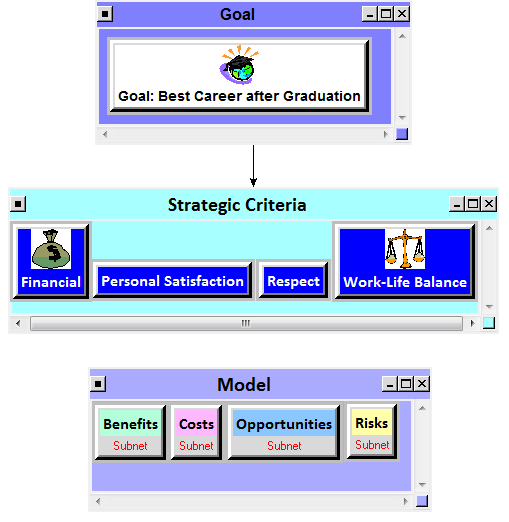 Goal
Goal: Best Career after Graduation
Strategic Criteria
Financial
Personal Satisfaction
Respect
Work-Life Balance
Model
Benefits
Costs
Opportunities
Risks
Subnet
Subnet
Subnet
Subnet